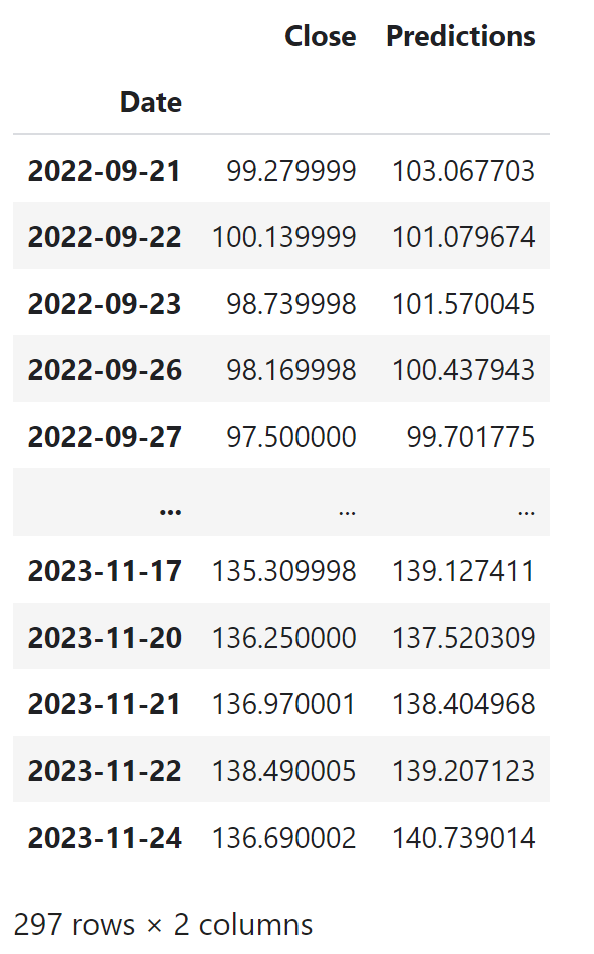 Close Predictions
Date
2022-09-21 99.279999 103.067703
2022-09-22 100.139999 101.079674
2022-09-23 98.739998 101.570045
2022-09-26 98.169998 100.437943
2022-09-27 97.500000 99.701775
... ... ...
2023-11-17 135.309998 139.127411
2023-11-20 136.250000 137.520309
2023-11-21 136.970001 138.404968
2023-11-22 138.490005 139.207123
2023-11-24 136.690002 140.739014
297 rows × 2 columns